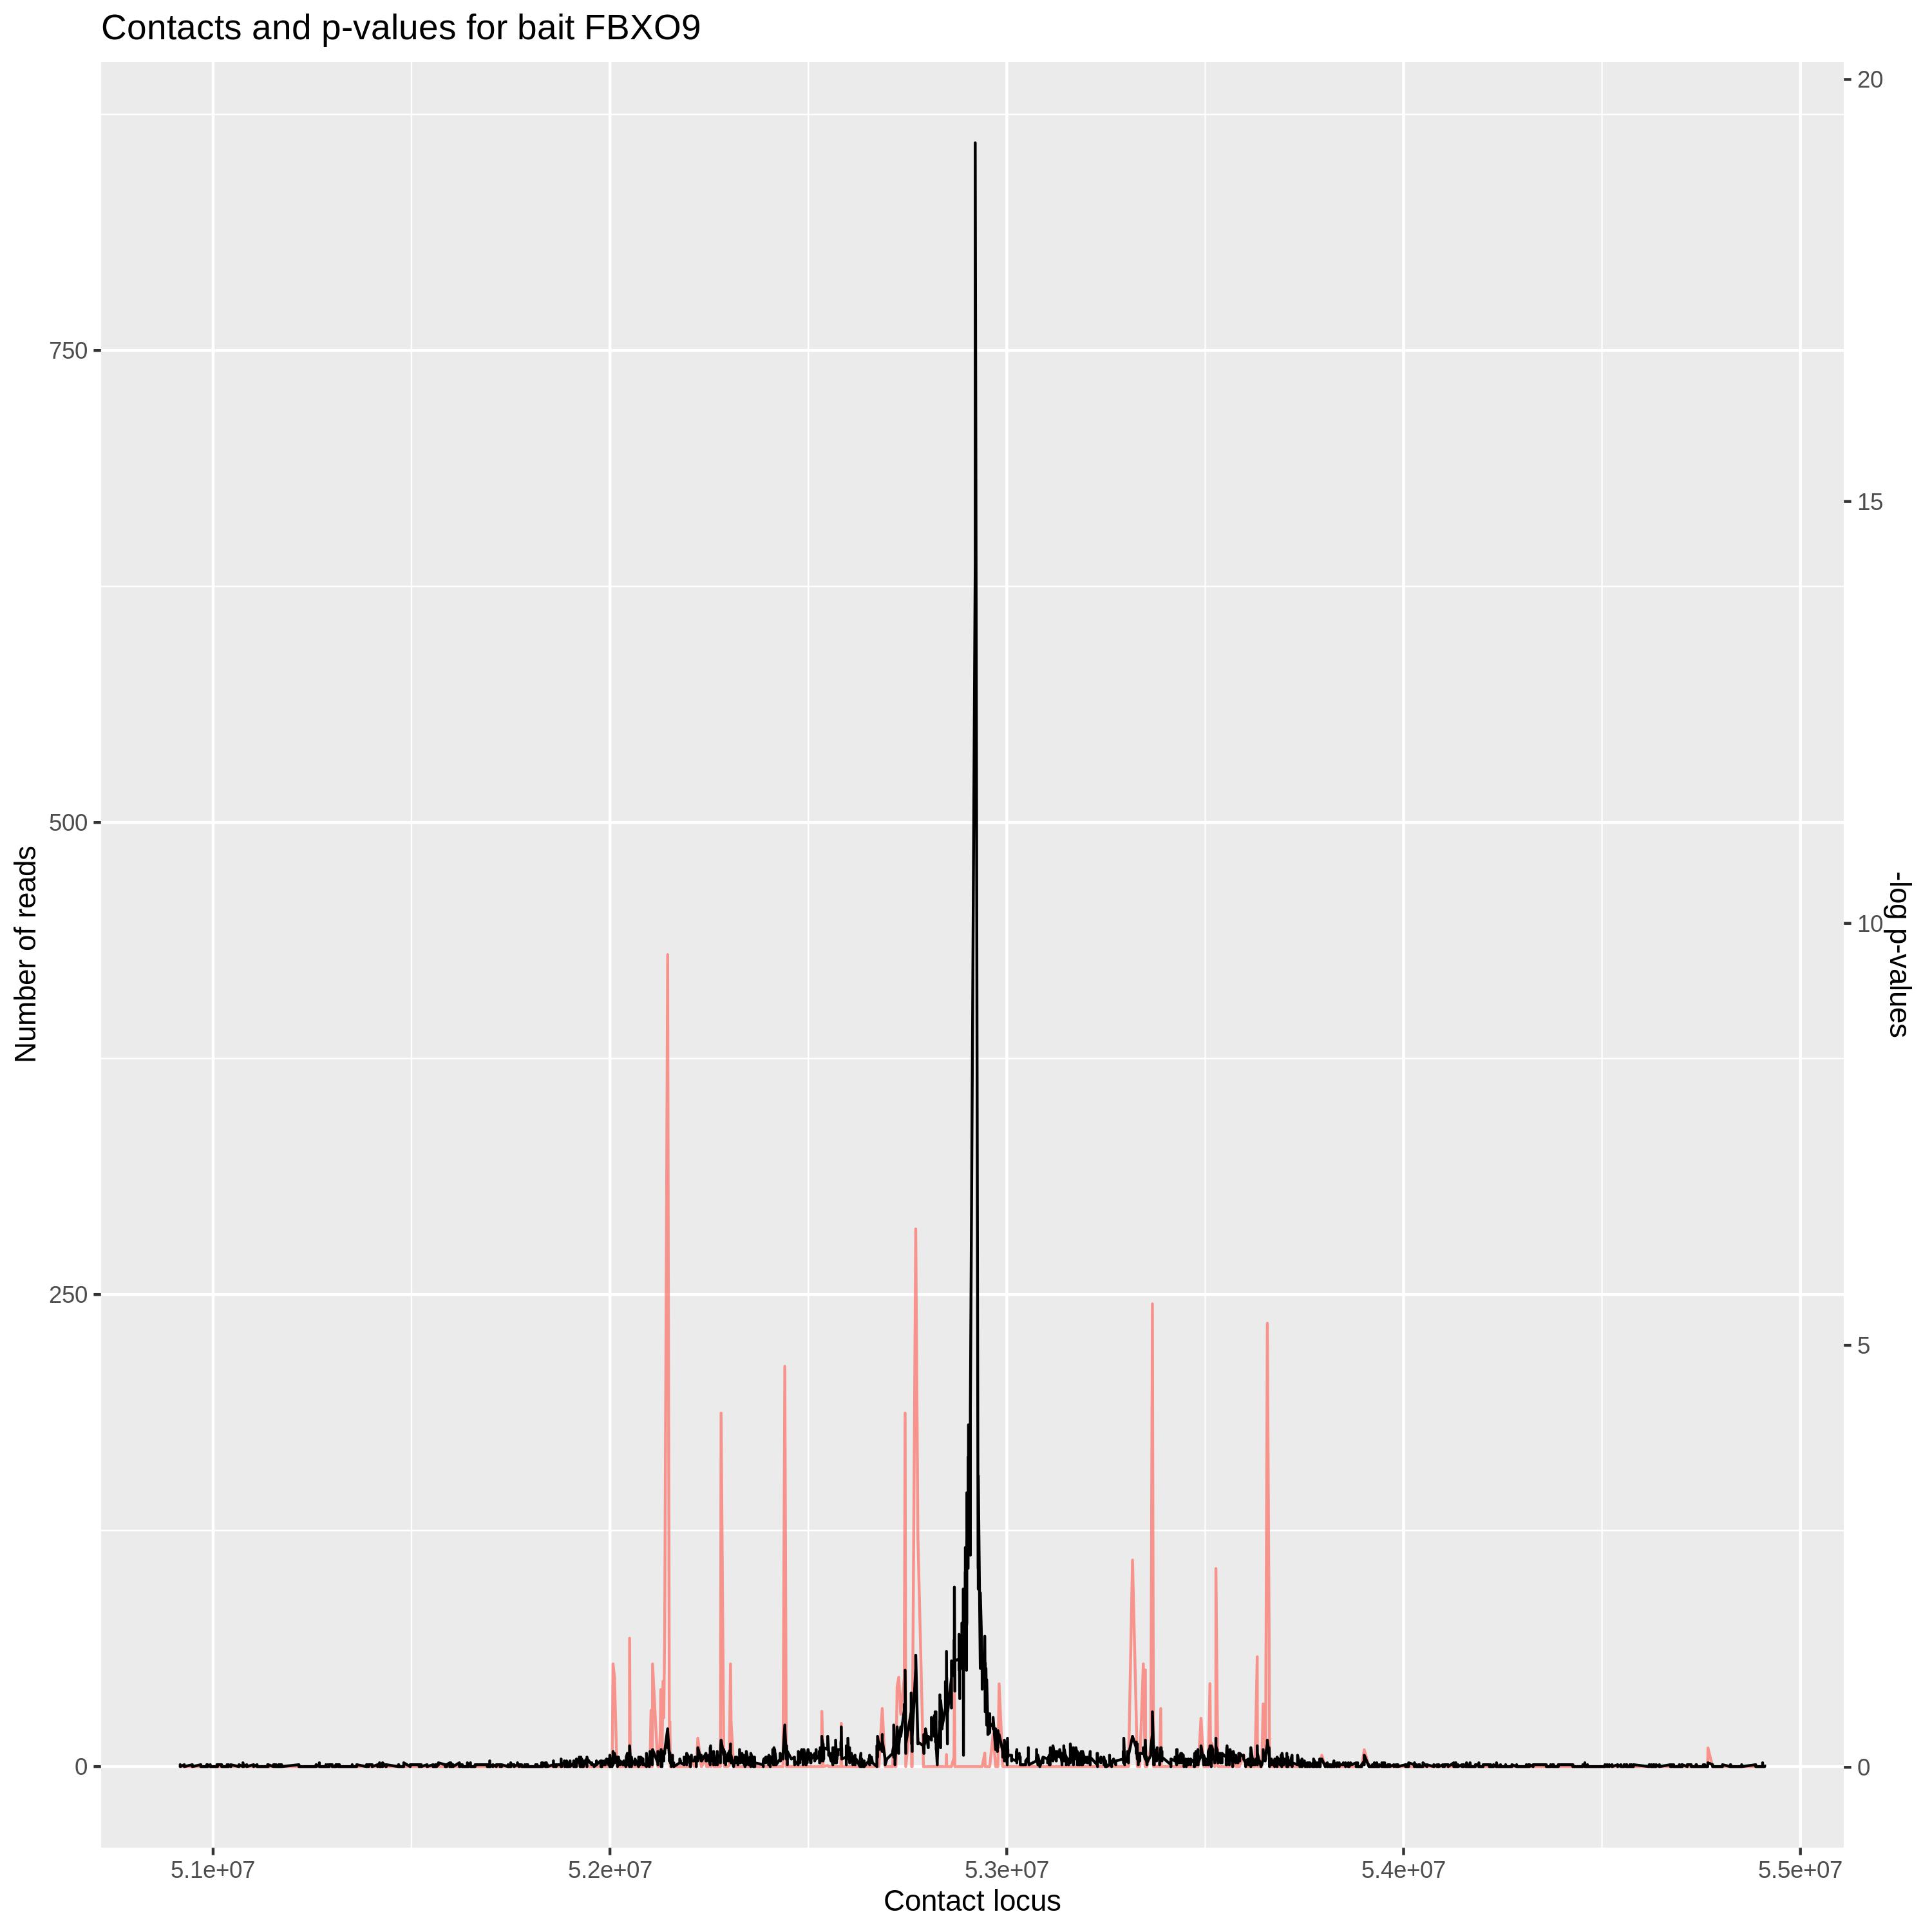 Contacts and p-values for bait FBXO9
Number of reads
750
500
250
0
20
15
10
5
0
-log p-values
5.1e+07
5.2e+07
5.3e+07
5.4e+07
5.5e+07
Contact locus